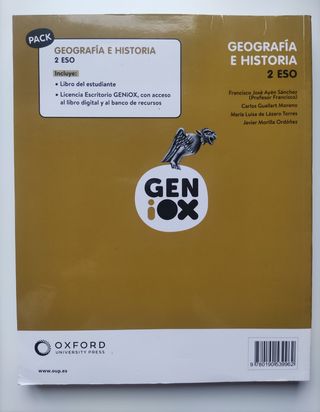 PACK
GEOGRAFÍA E HISTORIA
2 ESO
Incluye:
• Libro del estudiante
• Licencia Escritorio GENiOX, con acceso
al libro digital y al banco de recursos
GEOGRAFÍA
E HISTORIA
2 ESO
Francisco José Ayén Sánchez
(Profesor Francisco)
Carlos Guallart Moreno
María Luisa de Lázaro Torres
Javier Morilla Ordóñez
GEN
iOX
OXFORD
UNIVERSITY PRESS
www.oup.es
9780190539962